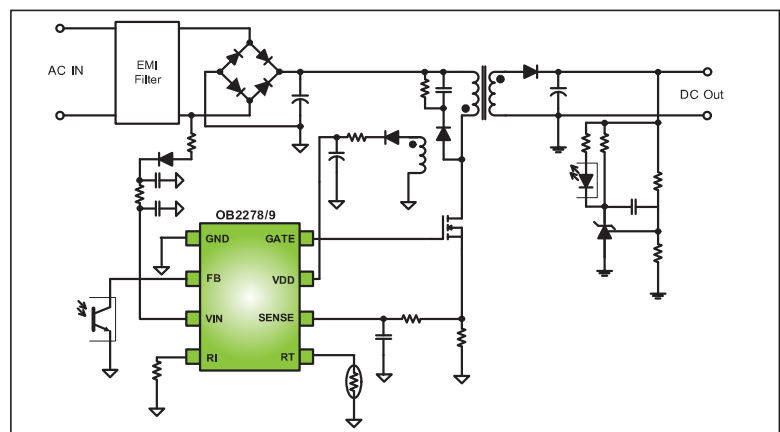 AC IN
EMI
Filter
DC Out
OB2278/9
GND
GATE
FB
VDD
VIN
SENSE
RI
RT